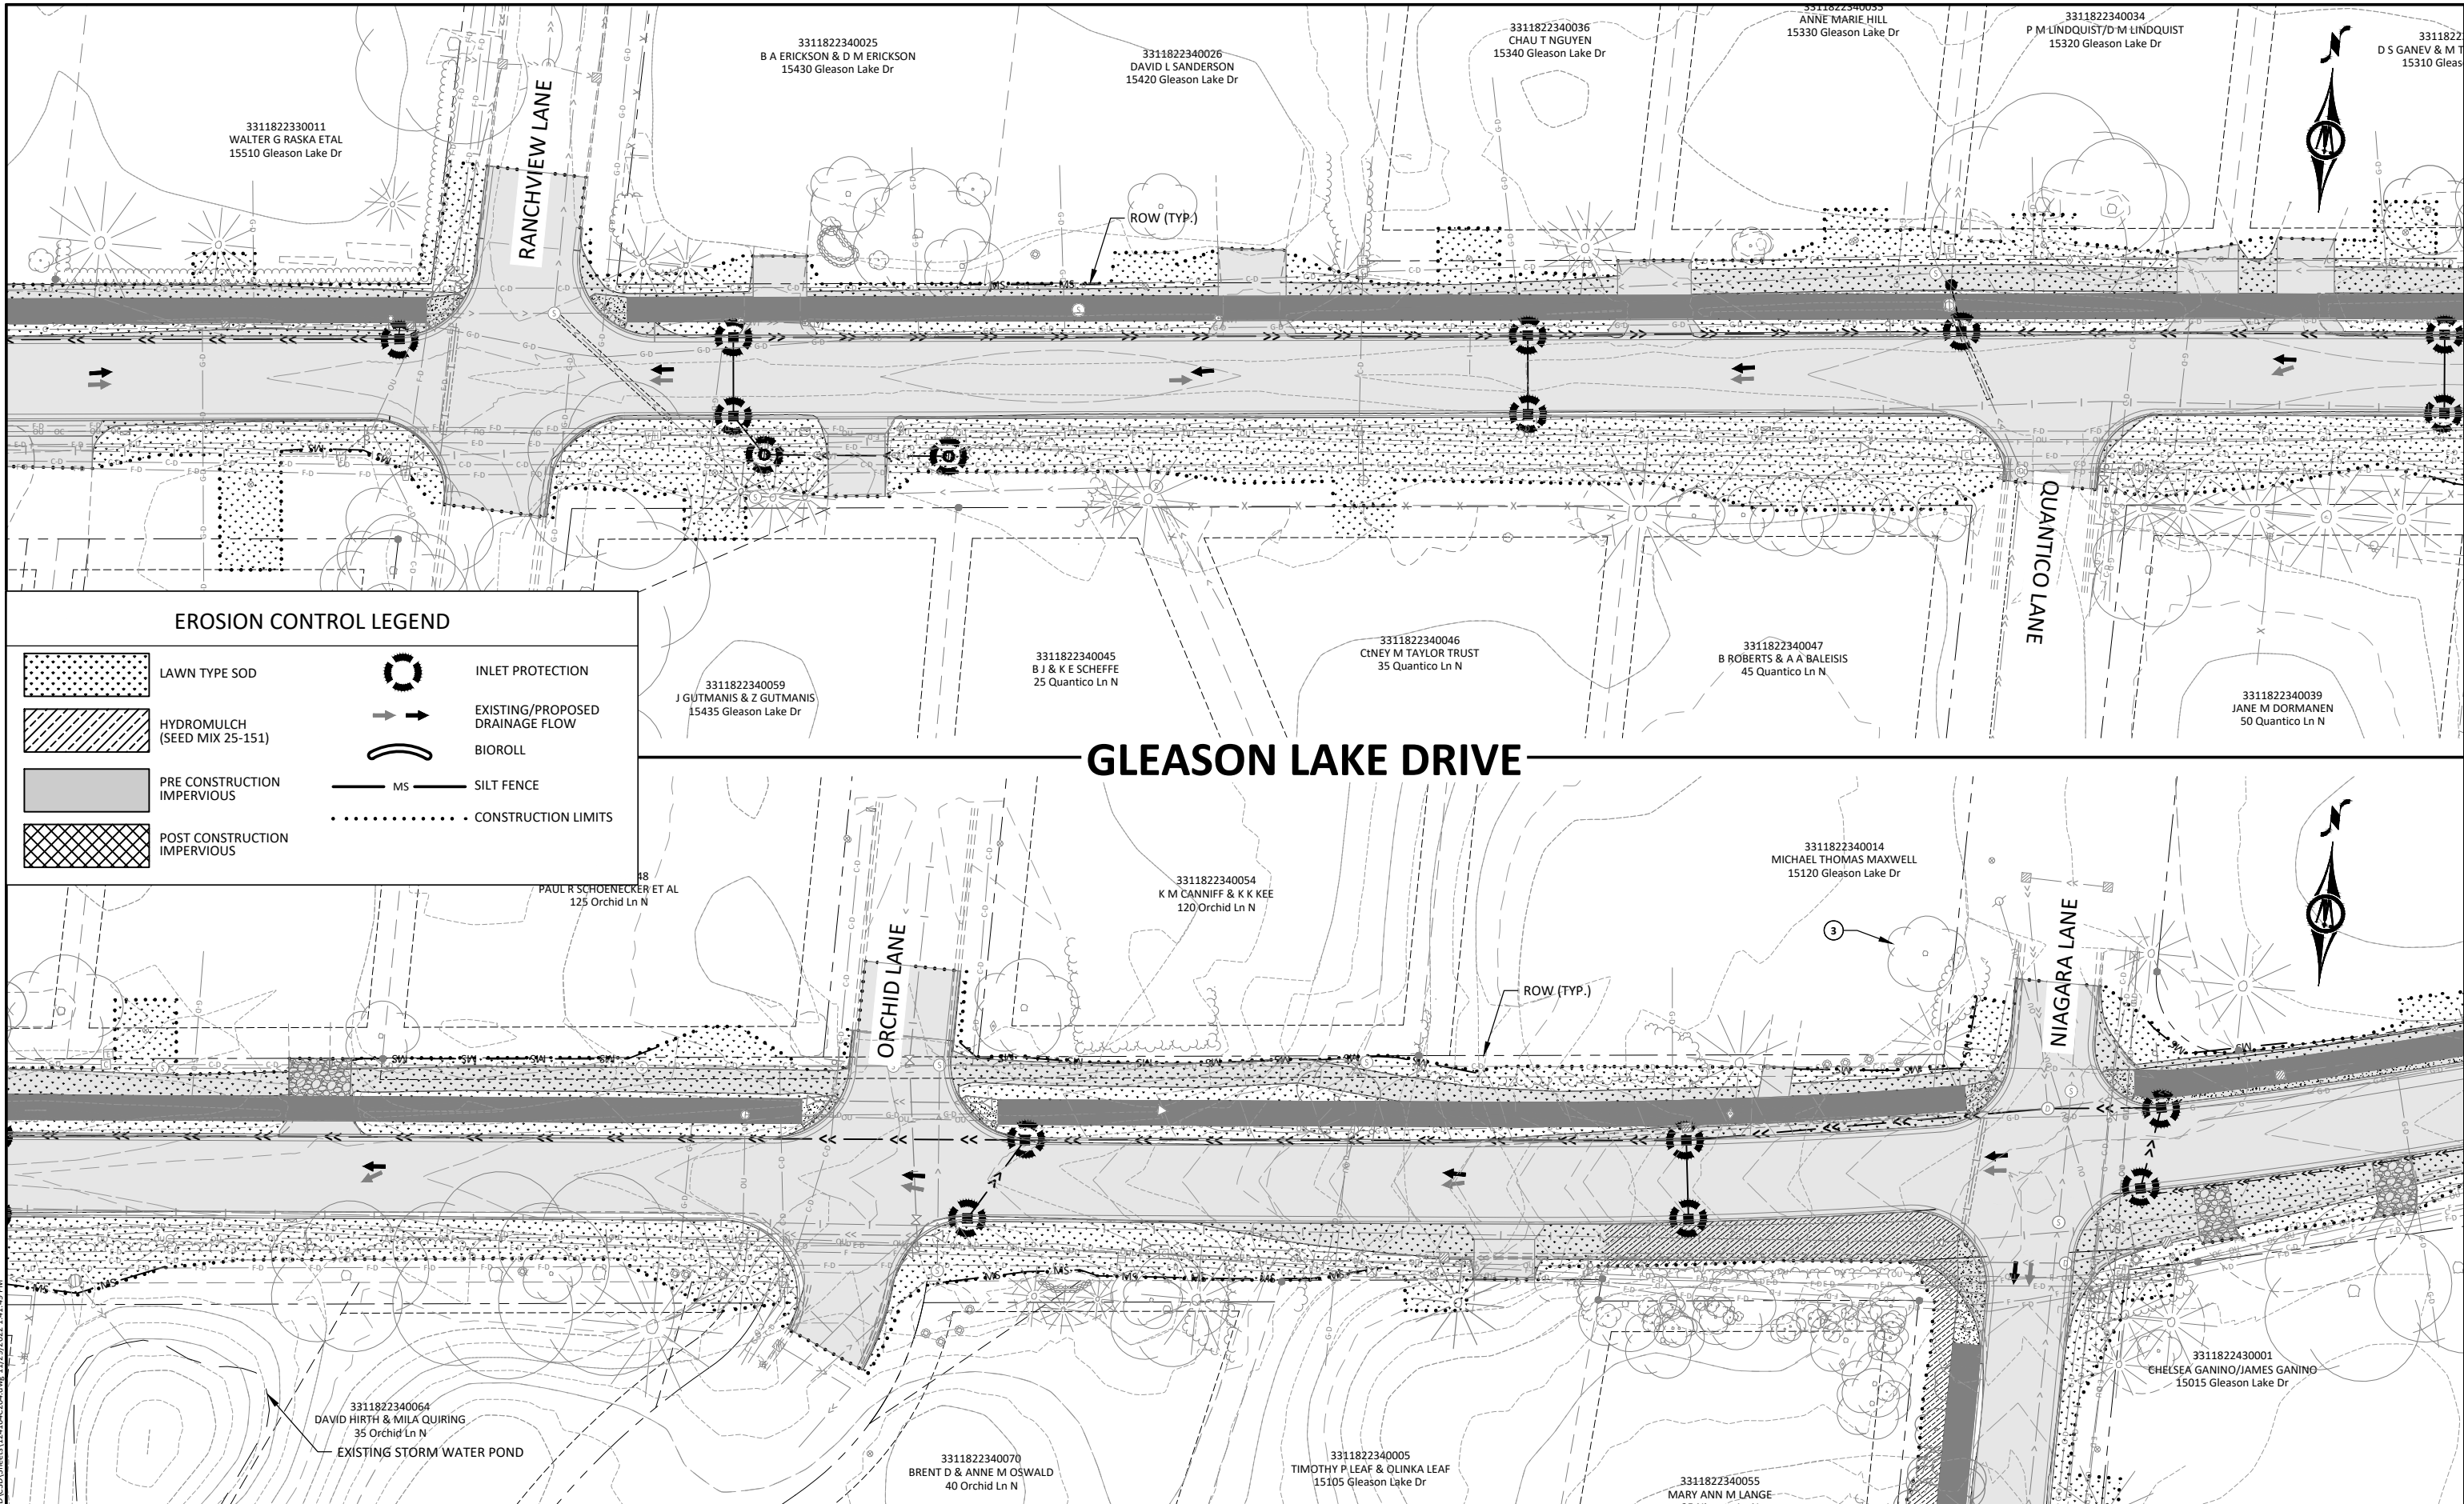 3311822340025
B A ERICKSON & D M ERICKSON
15430 Gleason Lake Dr
3311822340026
DAVID L SANDERSON
15420 Gleason Lake Dr
3311822340036
CHAU T NGUYEN
15340 Gleason Lake Dr
3311822340035
ANNE MARIE HILL
15330 Gleason Lake Dr
3311822340034
P M LINDQUIST/D M LINDQUIST
15320 Gleason Lake Dr
D S GANEV & M T
15310 Gleas
N
3311822330011
WALTER G RASKA ETAL
15510 Gleason Lake Dr
RANCHVIEW LANE
ROW (TYP.)
QUANTICO LANE
EROSION CONTROL LEGEND
LAWN TYPE SOD
HYDROMULCH
(SEED MIX 25-151)
PRE CONSTRUCTION
IMPERVIOUS
POST CONSTRUCTION
IMPERVIOUS
INLET PROTECTION
EXISTING/PROPOSED
DRAINAGE FLOW
BIOROLL
MS
SILT FENCE
CONSTRUCTION LIMITS
3311822340059
J GUTMANIS & Z GUTMANIS
15435 Gleason Lake Dr
3311822340045
B J & K E SCHEFFE
25 Quantico Ln N
3311822340046
CtNEY M TAYLOR TRUST
35 Quantico Ln N
3311822340047
B ROBERTS & A A BALEISIS
45 Quantico Ln N
3311822340039
JANE M DORMANEN
50 Quantico Ln N
GLEASON LAKE DRIVE
48
PAUL R SCHOENECKER ET AL
125 Orchid Ln N
3311822340054
K M CANNIFF & K K KEE
120 Orchid Ln N
3311822340014
MICHAEL THOMAS MAXWELL
15120 Gleason Lake Dr
3
N
ORCHID LANE
ROW (TYP.)
NIAGARA LANE
3311822340064
DAVID HIRTH & MILA QUIRING
35 Orchid Ln N
EXISTING STORM WATER POND
3311822340070
BRENT D & ANNE M OSWALD
40 Orchid Ln N
3311822340005
TIMOTHY P LEAF & OLINKA LEAF
15105 Gleason Lake Dr
3311822340055
MARY ANN M LANGE
3311822430001
CHELSEA GANINO/JAMES GANINO
15015 Gleason Lake Dr